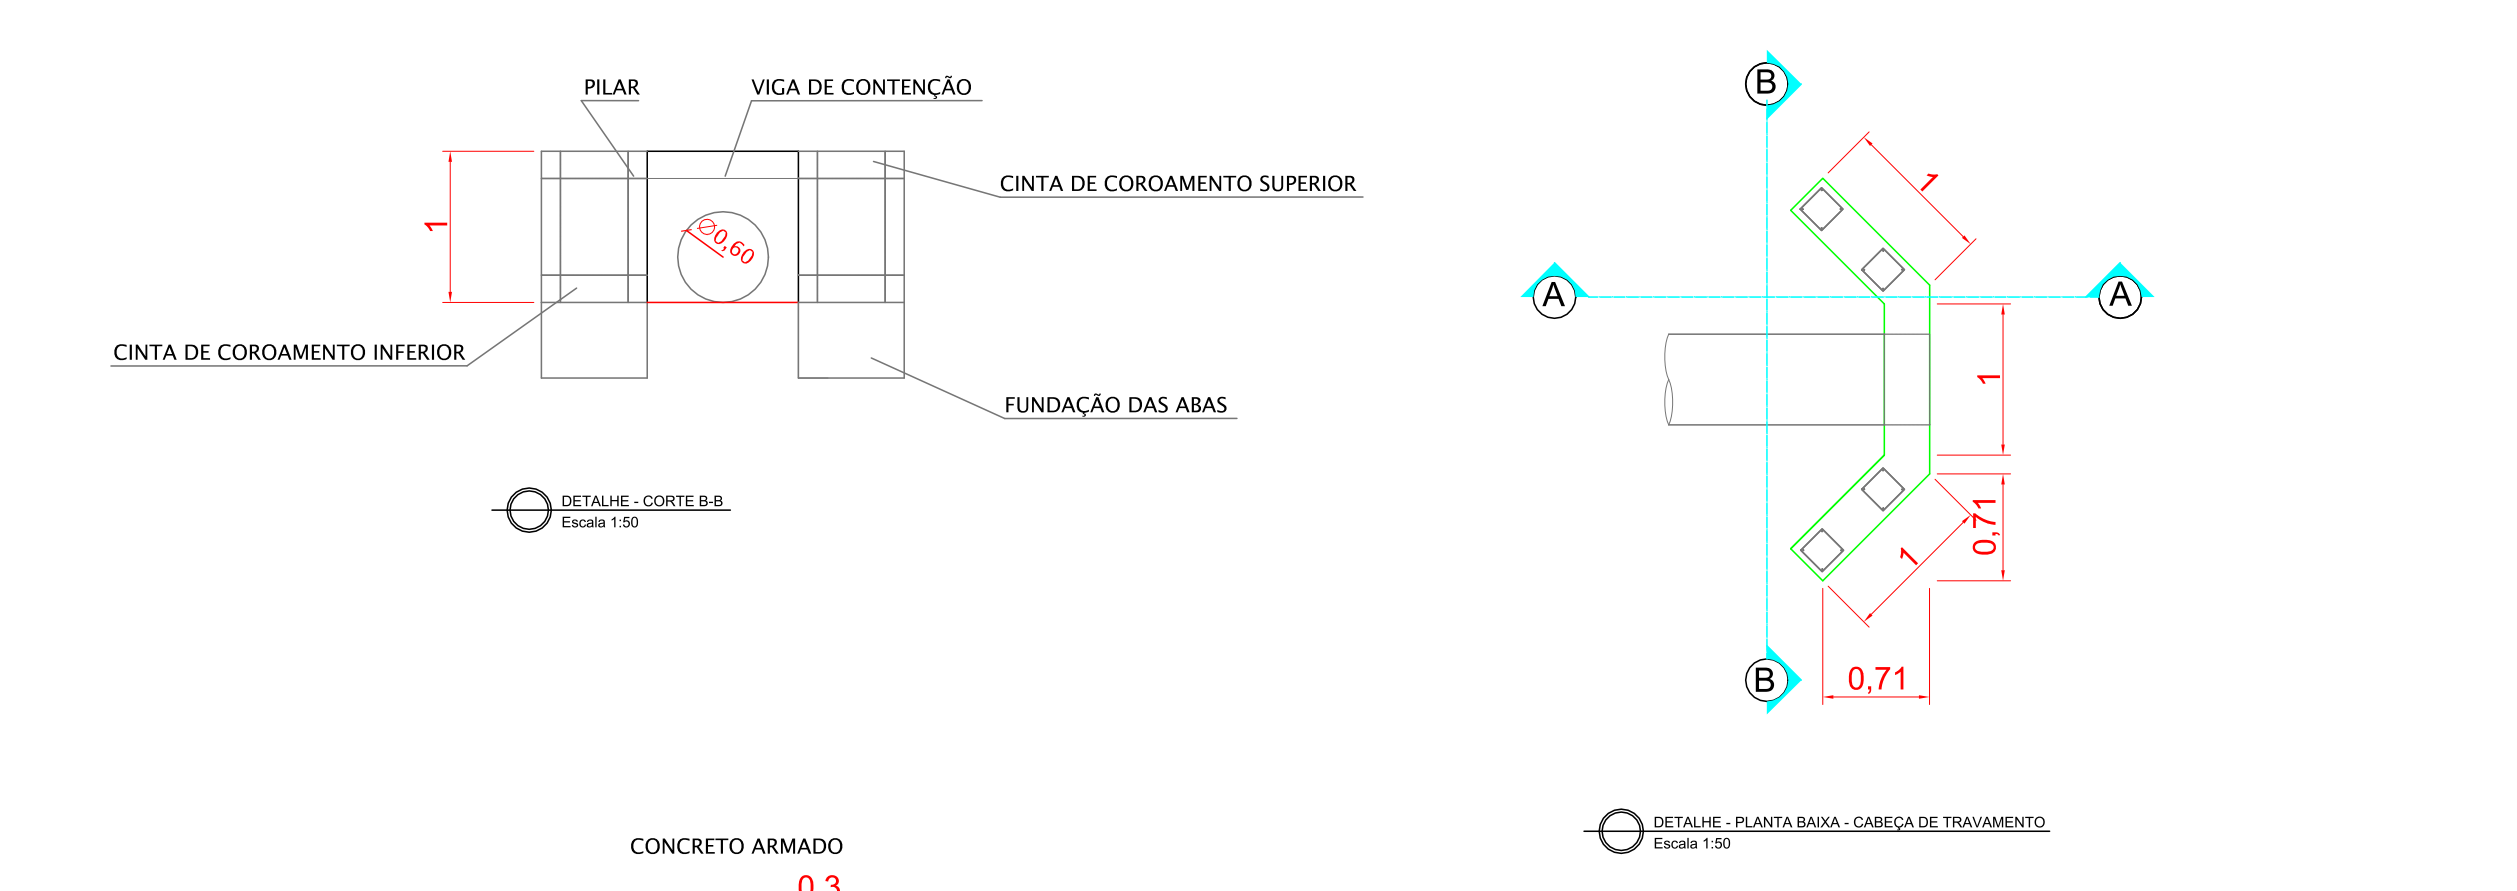 PILAR
VIGA DE CONTENÇÃO
CINTA DE COROAMENTO SUPERIOR
1
∅0,60
CINTA DE COROAMENTO INFERIOR
FUNDAÇÃO DAS ABAS
DETALHE - CORTE B-B
Escala 1:50
B
1
A
A
1
0,71
1
B
0,71
DETALHE - PLANTA BAIXA - CABEÇA DE TRAVAMENTO
Escala 1:50
CONCRETO ARMADO
0,3